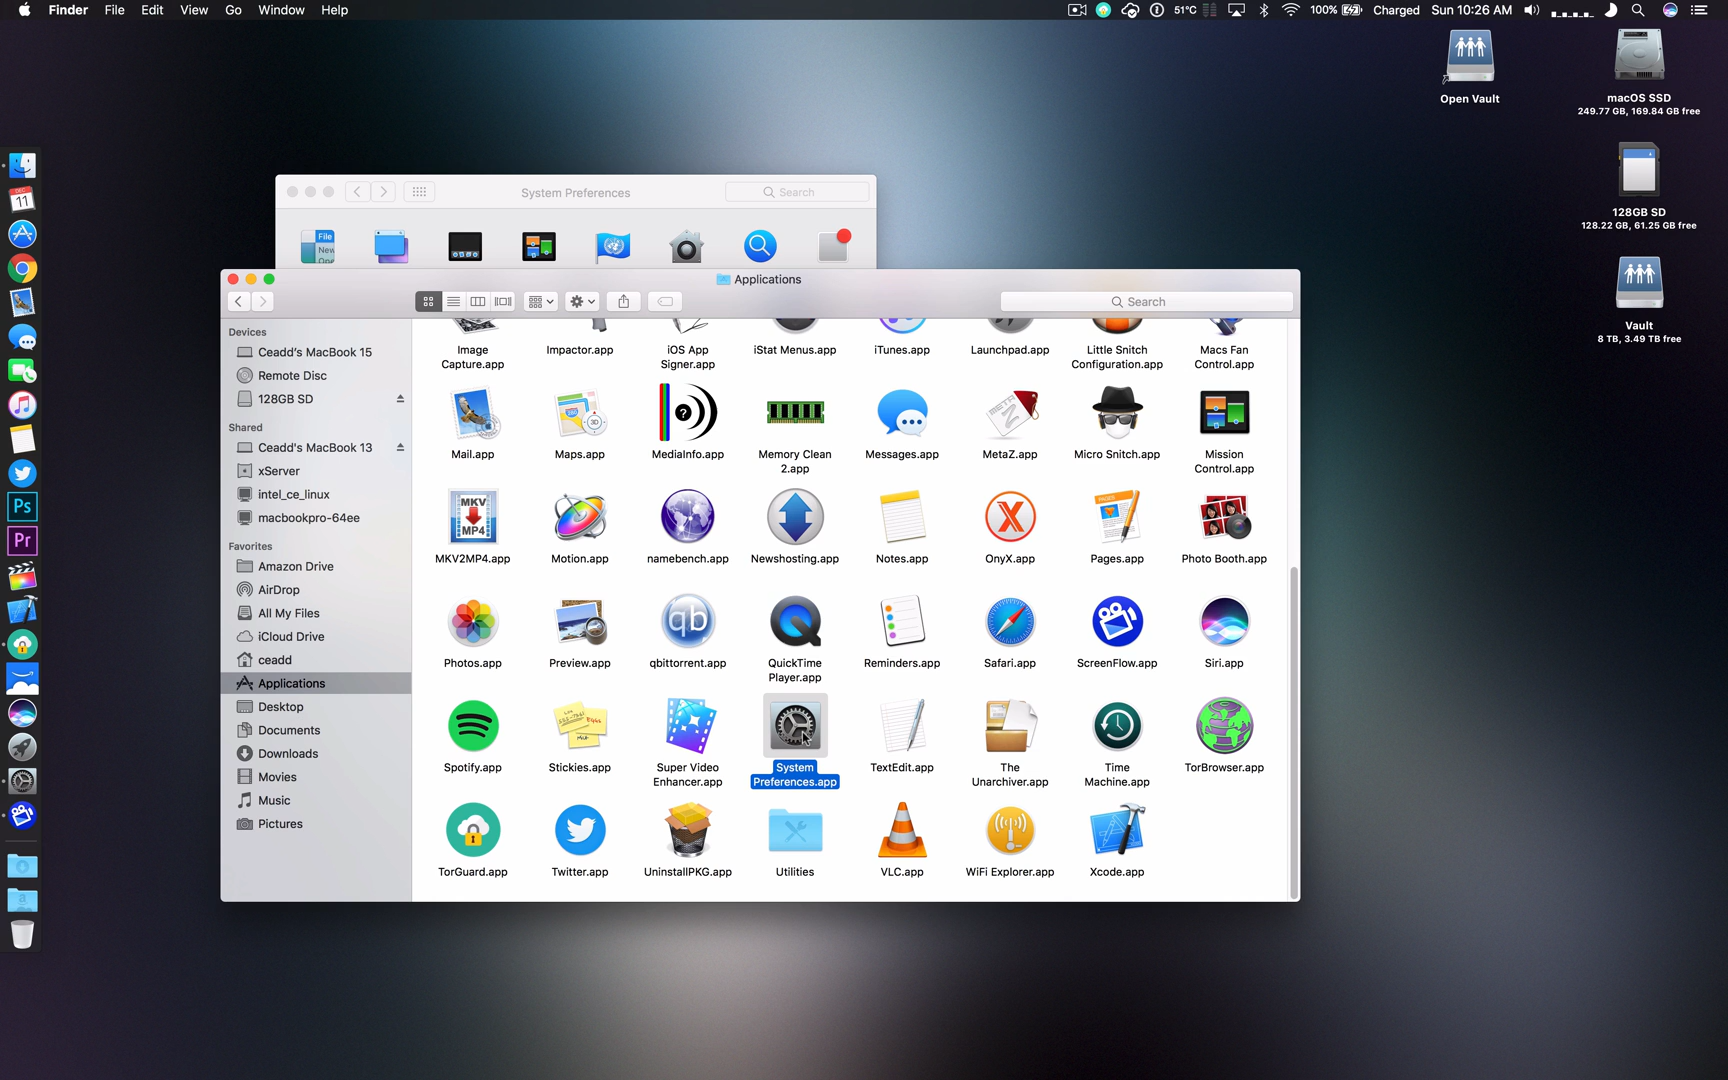 Finder File Edit View Go Window Help
51°C 100% Charged Sun 10:26 AM
Open Vault
macOS SSD
249.77 GB, 169.84 GB free
128GB SD
128.22 GB, 61.25 GB free
Vault
8 TB, 3.49 TB free
DEC
11
Ps
Pr
System Preferences
Search
File
New
Applications
Search
Devices
Ceadd's MacBook 15
Remote Disc
128GB SD
Shared
Ceadd's MacBook 13
xServer
intel_ce_linux
macbookpro-64ee
Favorites
Amazon Drive
AirDrop
All My Files
iCloud Drive
ceadd
Applications
Desktop
Documents
Downloads
Movies
Music
Pictures
Image Capture.app
Impactor.app
iOS App Signer.app
iStat Menus.app
iTunes.app
Launchpad.app
Little Snitch Configuration.app
Macs Fan Control.app
Mail.app
3D
Maps.app
?
MediaInfo.app
Memory Clean 2.app
Messages.app
META
Z
MetaZ.app
Micro Snitch.app
Mission Control.app
MKV
MP4
MKV2MP4.app
Motion.app
namebench.app
Newshosting.app
Notes.app
X
OnyX.app
PAGES
Pages.app
Photo Booth.app
Photos.app
Preview.app
qb
qbittorrent.app
QuickTime Player.app
Reminders.app
Safari.app
ScreenFlow.app
Siri.app
Spotify.app
Stickies.app
Super Video Enhancer.app
System Preferences.app
TextEdit.app
The Unarchiver.app
Time Machine.app
TorBrowser.app
TorGuard.app
Twitter.app
UninstallPKG.app
Utilities
VLC.app
WiFi Explorer.app
Xcode.app